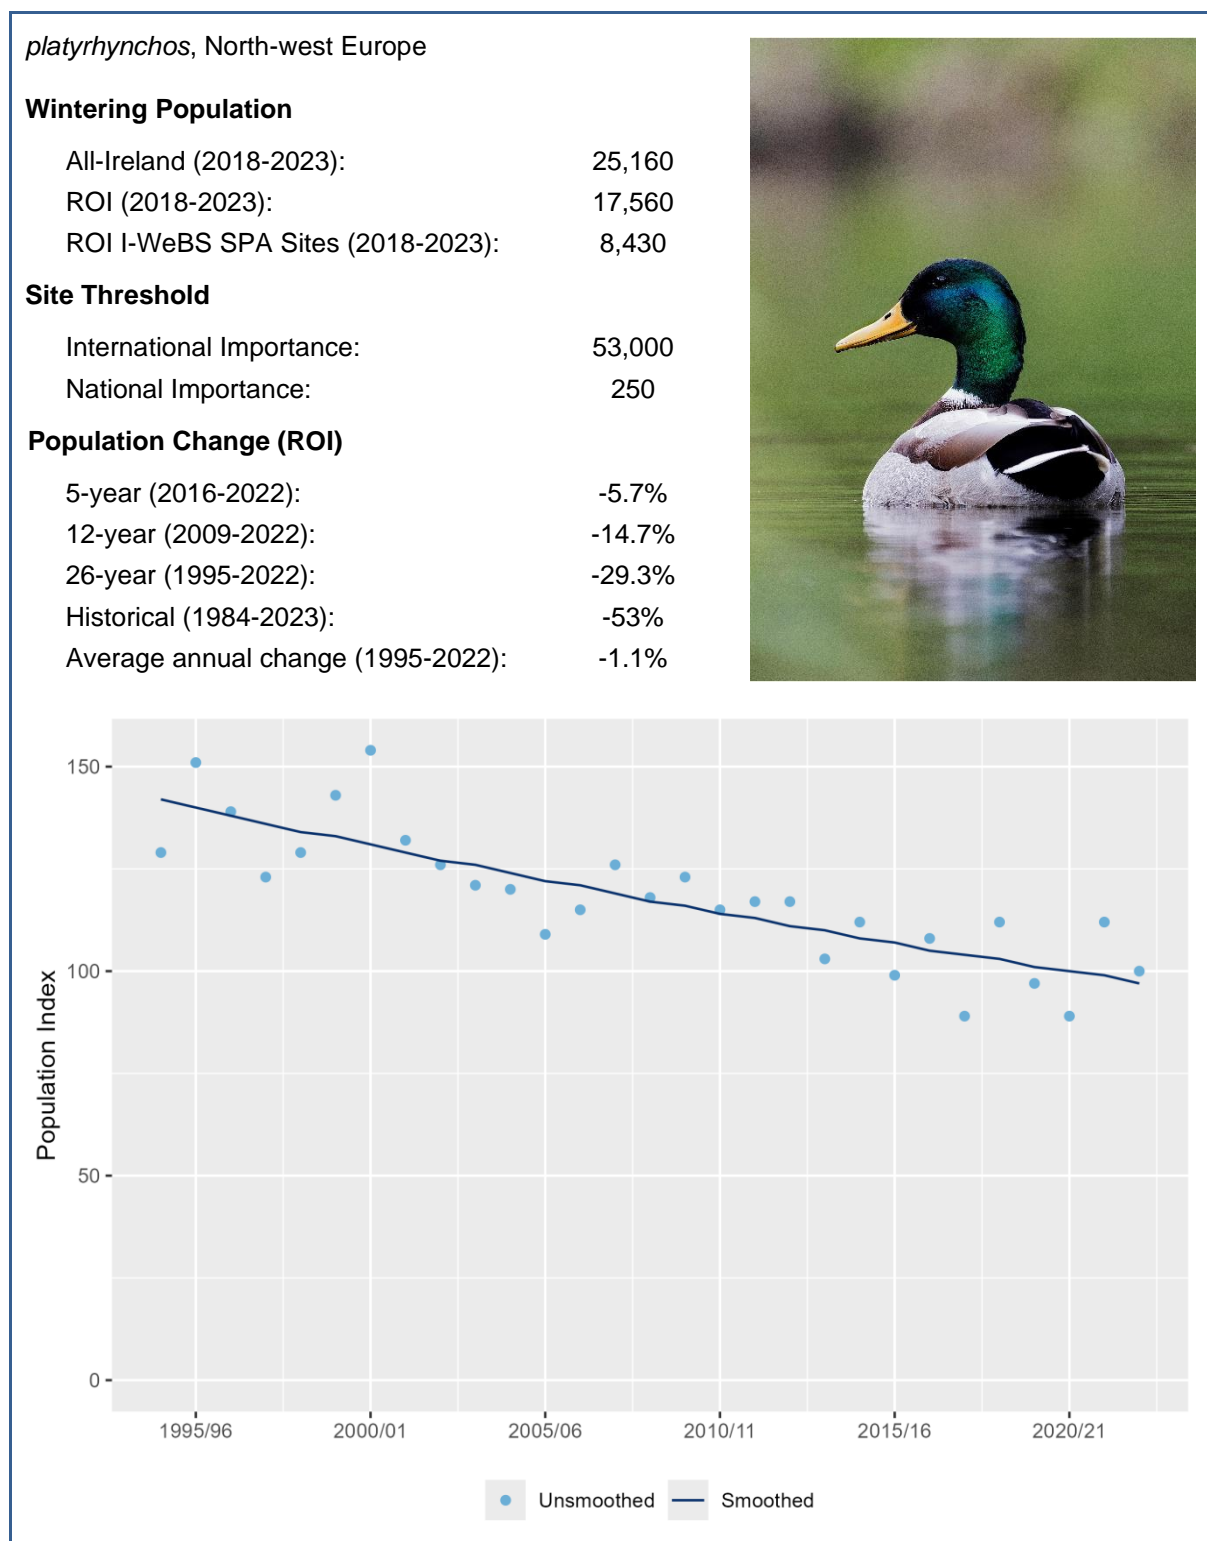 platyrhynchos, North-west Europe
Wintering Population
All-Ireland (2018-2023): 25,160
ROI (2018-2023): 17,560
ROI I-WeBS SPA Sites (2018-2023): 8,430
Site Threshold
International Importance: 53,000
National Importance: 250
Population Change (ROI)
5-year (2016-2022): -5.7%
12-year (2009-2022): -14.7%
26-year (1995-2022): -29.3%
Historical (1984-2023): -53%
Average annual change (1995-2022): -1.1%
Population Index
150
100
50
0
1995/96 2000/01 2005/06 2010/11 2015/16 2020/21
Unsmoothed Smoothed